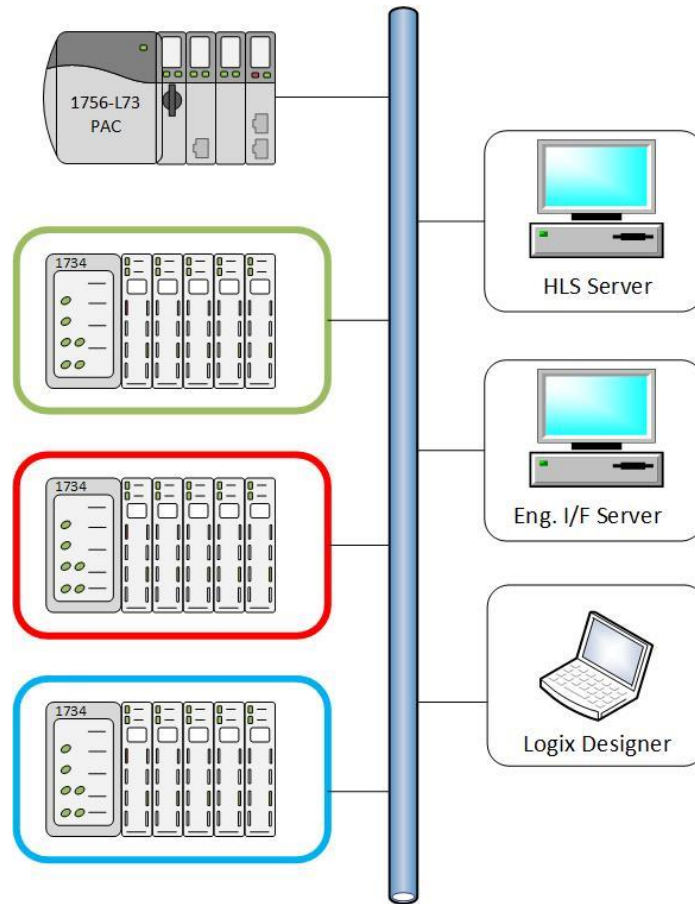 1756-L73
PAC
HLS Server
1734
Eng. I/F Server
1734
Logix Designer
1734